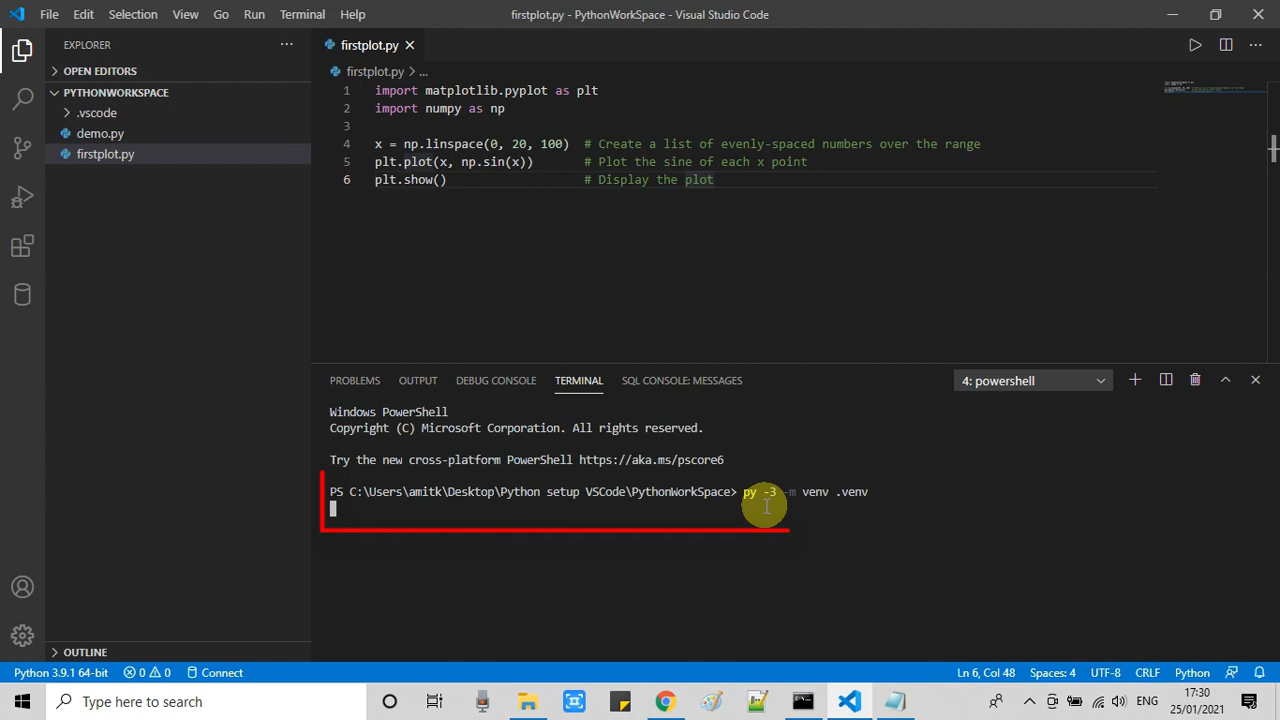 File Edit Selection View Go Run Terminal Help firstplot.py - PythonWorkSpace - Visual Studio Code
EXPLORER
OPEN EDITORS
PYTHONWORKSPACE
.vscode
demo.py
firstplot.py
OUTLINE
firstplot.py
firstplot.py > ...
1 import matplotlib.pyplot as plt
2 import numpy as np
3
4 x = np.linspace(0, 20, 100)  # Create a list of evenly-spaced numbers over the range
5 plt.plot(x, np.sin(x))       # Plot the sine of each x point
6 plt.show()                   # Display the plot
PROBLEMS OUTPUT DEBUG CONSOLE TERMINAL SQL CONSOLE: MESSAGES 4: powershell
Windows PowerShell
Copyright (C) Microsoft Corporation. All rights reserved.
Try the new cross-platform PowerShell https://aka.ms/pscore6
PS C:\Users\amitk\Desktop\Python setup VSCode\PythonWorkSpace> py -3 -m venv .venv
Python 3.9.1 64-bit 0 0 Connect Ln 6, Col 48 Spaces: 4 UTF-8 CRLF Python
Type here to search ENG 17:30
25/01/2021